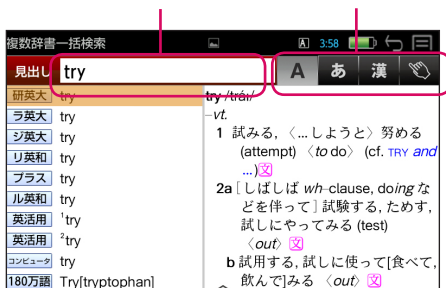 複数辞書一括検索 A 3:58
見出し try A あ 漢
研英大 try
ラ英大 try
ジ英大 try
リ英和 try
プラス try
ル英和 try
英活用 ¹try
英活用 ²try
コンピュータ try
180万語 Try[tryptophan]
try /trái/
–vt.
1 試みる,〈...しようと〉努める
(attempt)〈to do〉(cf. TRY and
...)文
2a [しばしば wh-clause, doing な
どを伴って] 試験する, ためす,
試しにやってみる (test)
〈out〉文
b 試用する, 試しに使って[食べて,
飲んで]みる〈out〉文